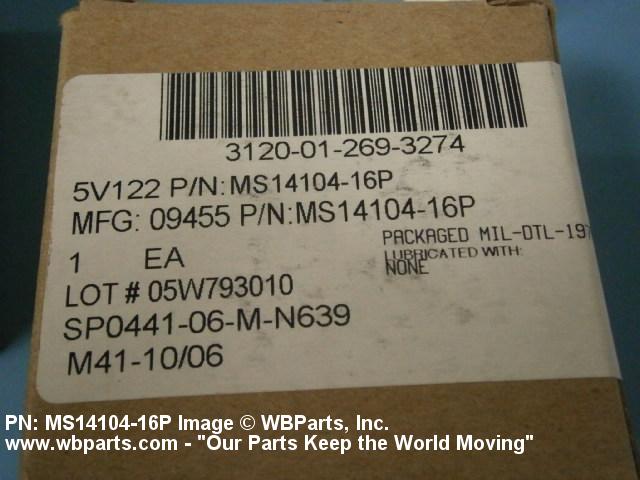 3120-01-269-3274
5V122 P/N:MS14104-16P
MFG: 09455 P/N:MS14104-16P
1 EA
PACKAGED MIL-DTL-197
LUBRICATED WITH:
NONE
LOT # 05W793010
SP0441-06-M-N639
M41-10/06
PN: MS14104-16P Image © WBParts, Inc.
www.wbparts.com - "Our Parts Keep the World Moving"